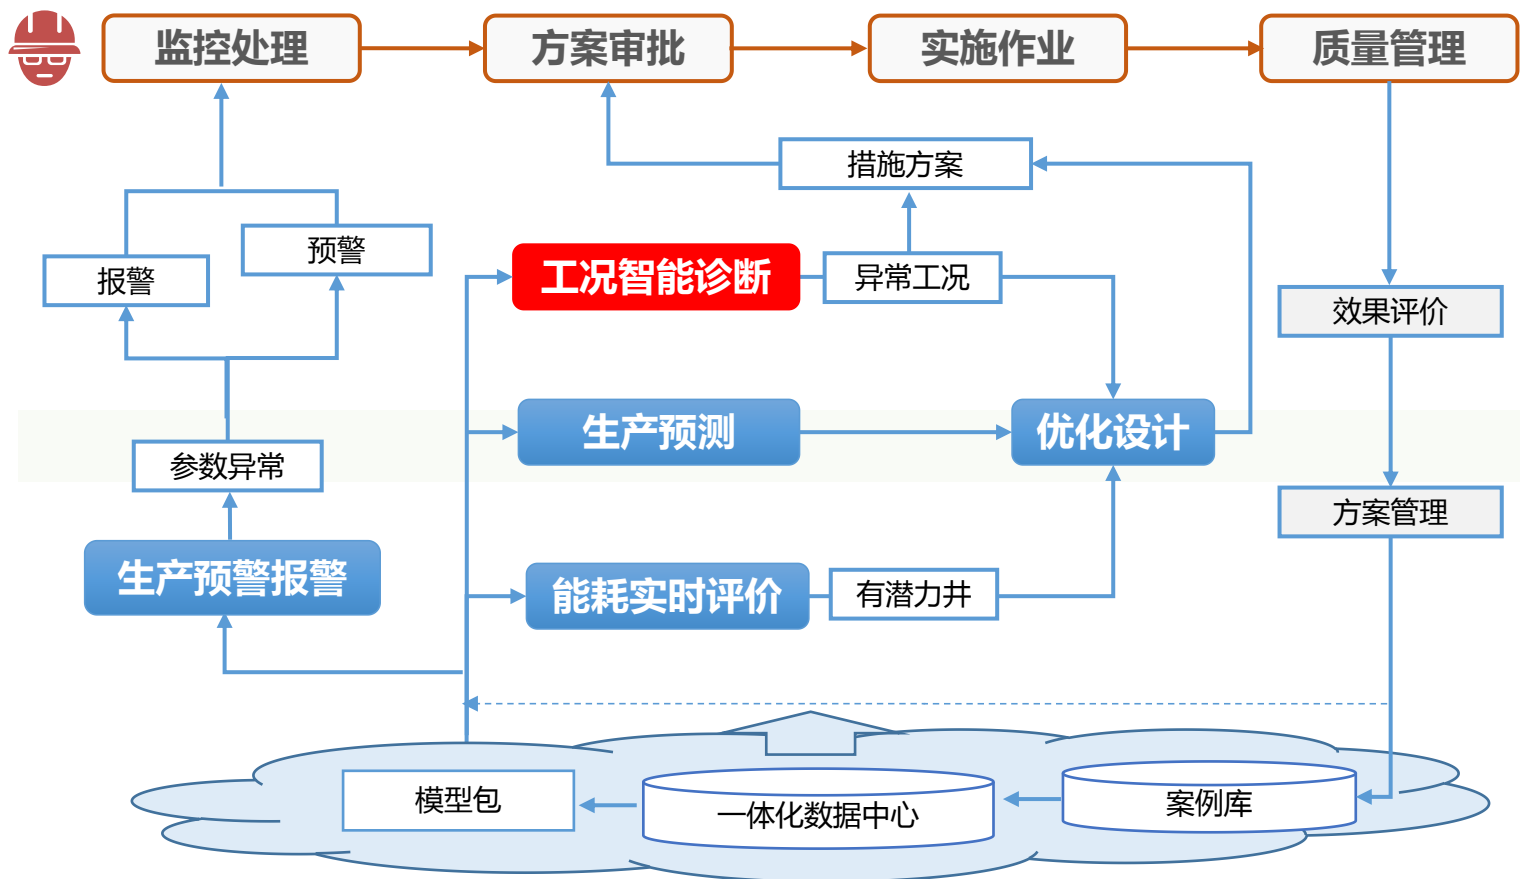 监控处理
方案审批
实施作业
质量管理
措施方案
预警
报警
工况智能诊断
异常工况
效果评价
生产预测
优化设计
参数异常
方案管理
生产预警报警
能耗实时评价
有潜力井
模型包
一体化数据中心
案例库